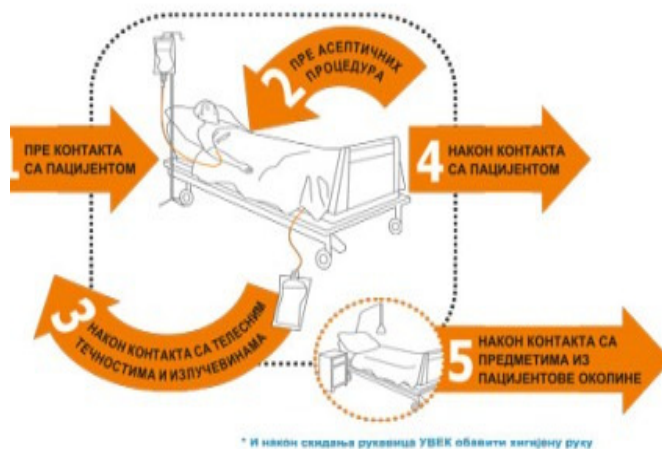 1 ПРЕ КОНТАКТА
СА ПАЦИЈЕНТОМ
2 ПРЕ АСЕПТИЧНИХ
ПРОЦЕДУРА
3 НАКОН КОНТАКТА СА ТЕЛЕСНИМ
ТЕЧНОСТИМА И ИЗЛУЧЕВИНАМА
4 НАКОН КОНТАКТА
СА ПАЦИЈЕНТОМ
5 НАКОН КОНТАКТА СА
ПРЕДМЕТИМА ИЗ
ПАЦИЈЕНТОВЕ ОКОЛИНЕ
* И након скидања рукавица УВЕК обавити хигијену руку